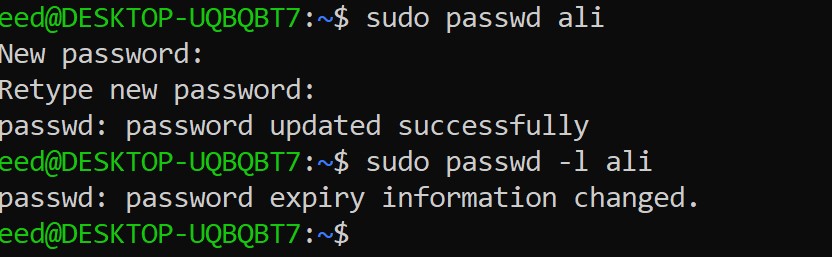 eed@DESKTOP-UQBQBT7:~$ sudo passwd ali
New password:
Retype new password:
passwd: password updated successfully
eed@DESKTOP-UQBQBT7:~$ sudo passwd -l ali
passwd: password expiry information changed.
eed@DESKTOP-UQBQBT7:~$